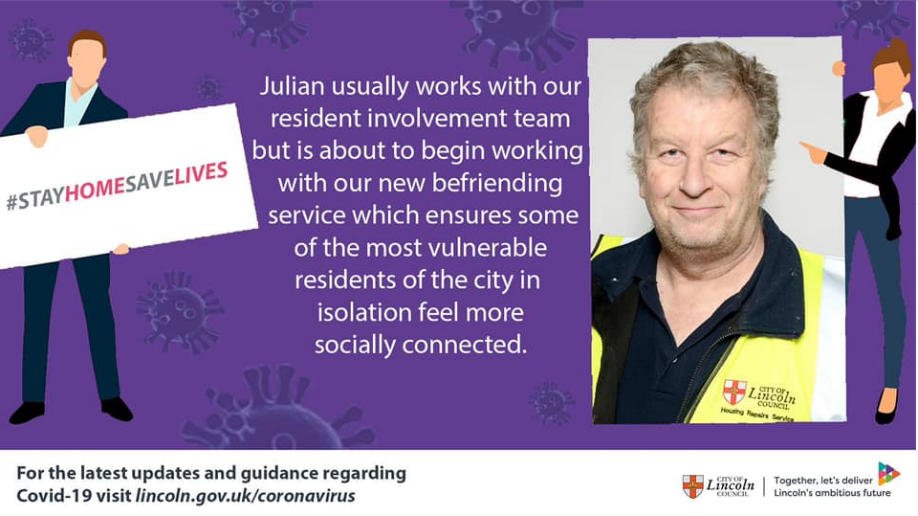 #STAYHOMESAVELIVES
Julian usually works with our
resident involvement team
but is about to begin working
with our new befriending
service which ensures some
of the most vulnerable
residents of the city in
isolation feel more
socially connected.
CITY OF
Lincoln
COUNCIL
Housing Repairs Service
For the latest updates and guidance regarding
Covid-19 visit lincoln.gov.uk/coronavirus
CITY OF
Lincoln
COUNCIL
Together, let's deliver
Lincoln's ambitious future